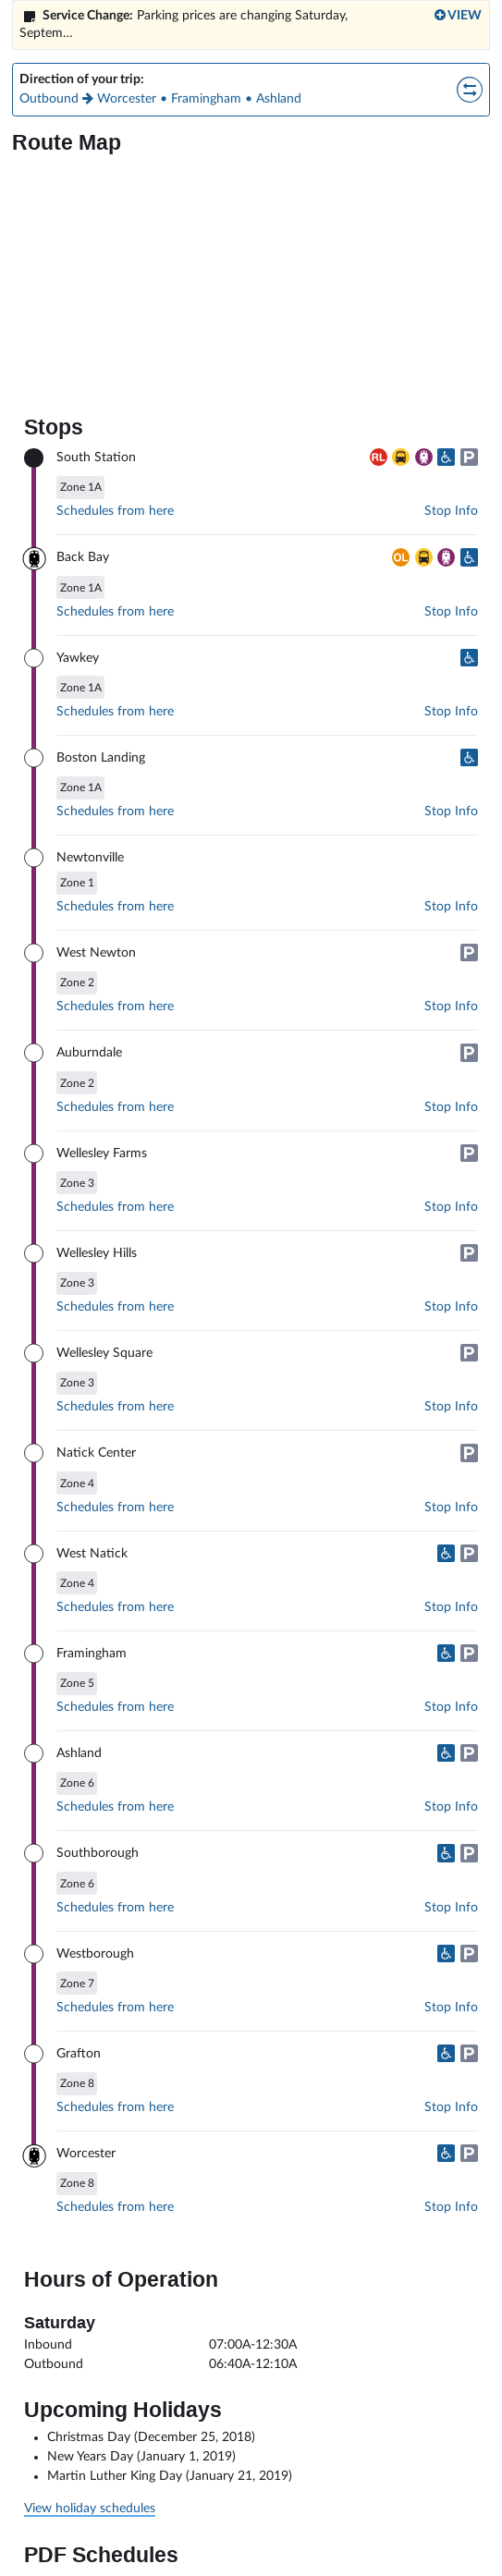 Service Change: Parking prices are changing Saturday, Septem...
VIEW
Direction of your trip:
Outbound → Worcester • Framingham • Ashland
Route Map
Stops
South Station RL P
Zone 1A
Schedules from here Stop Info
Back Bay OL
Zone 1A
Schedules from here Stop Info
Yawkey
Zone 1A
Schedules from here Stop Info
Boston Landing
Zone 1A
Schedules from here Stop Info
Newtonville
Zone 1
Schedules from here Stop Info
West Newton P
Zone 2
Schedules from here Stop Info
Auburndale P
Zone 2
Schedules from here Stop Info
Wellesley Farms P
Zone 3
Schedules from here Stop Info
Wellesley Hills P
Zone 3
Schedules from here Stop Info
Wellesley Square P
Zone 3
Schedules from here Stop Info
Natick Center P
Zone 4
Schedules from here Stop Info
West Natick P
Zone 4
Schedules from here Stop Info
Framingham P
Zone 5
Schedules from here Stop Info
Ashland P
Zone 6
Schedules from here Stop Info
Southborough P
Zone 6
Schedules from here Stop Info
Westborough P
Zone 7
Schedules from here Stop Info
Grafton P
Zone 8
Schedules from here Stop Info
Worcester P
Zone 8
Schedules from here Stop Info
Hours of Operation
Saturday
Inbound 07:00A-12:30A
Outbound 06:40A-12:10A
Upcoming Holidays
• Christmas Day (December 25, 2018)
• New Years Day (January 1, 2019)
• Martin Luther King Day (January 21, 2019)
View holiday schedules
PDF Schedules